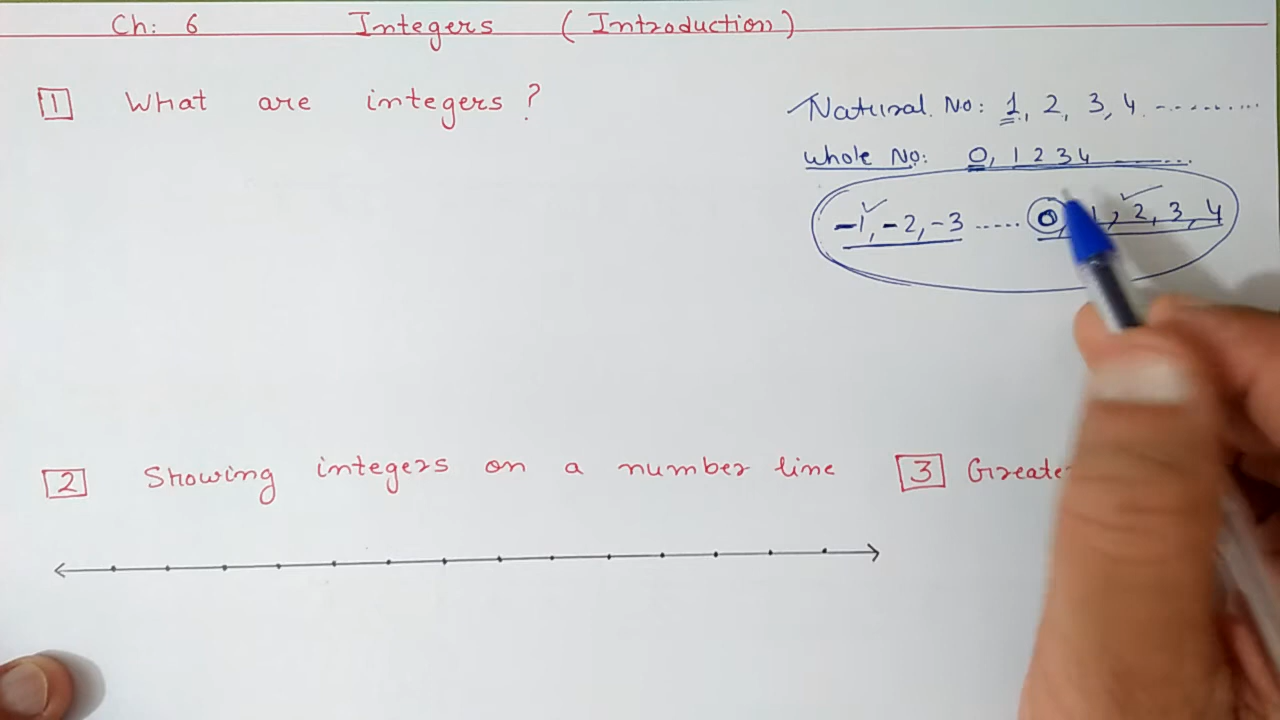 Ch: 6 Integers (Introduction)
1 What are integers?
Natural No: 1, 2, 3, 4 ...........
Whole No: 0, 1 2 3 4 ...........
-1, -2, -3 ..... 0, 1, 2, 3, 4
2 Showing integers on a number line
3